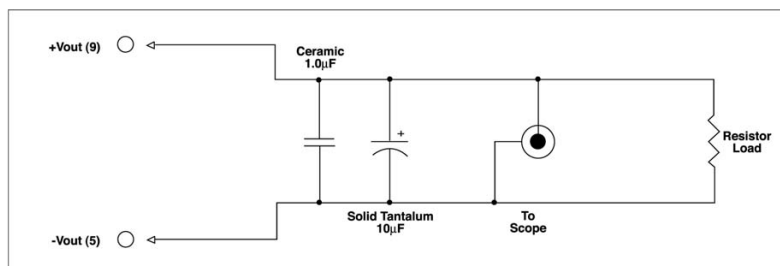 +Vout (9)
Ceramic
1.0µF
+
Resistor
Load
Solid Tantalum
10µF
To
Scope
-Vout (5)